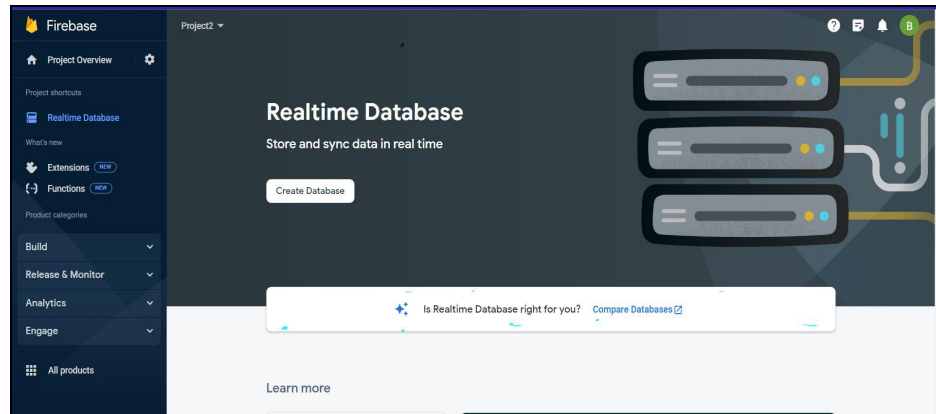 Firebase
Project Overview
Project shortcuts
Realtime Database
What's new
Extensions NEW
Functions NEW
Product categories
Build
Release & Monitor
Analytics
Engage
All products
Project2
B
Realtime Database
Store and sync data in real time
Create Database
Is Realtime Database right for you? Compare Databases
Learn more